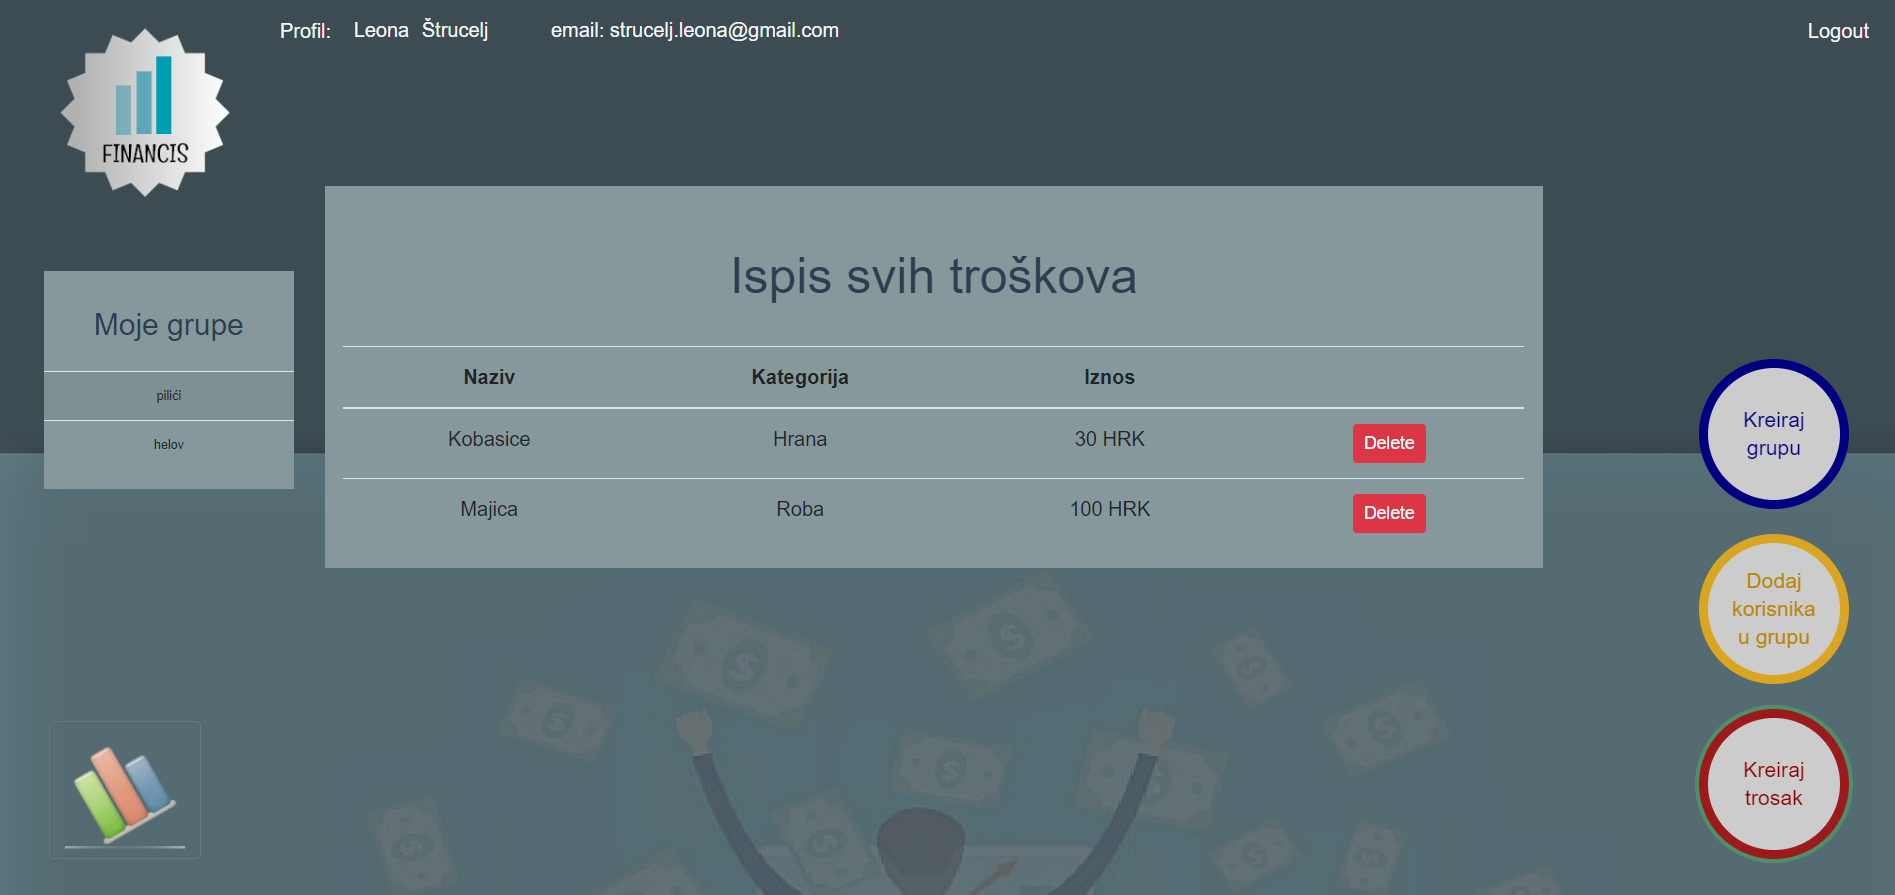 Profil: Leona Štrucelj email: strucelj.leona@gmail.com Logout
FINANCIS
Moje grupe
pilići
helov
Ispis svih troškova
Naziv Kategorija Iznos
Kobasice Hrana 30 HRK Delete
Majica Roba 100 HRK Delete
Kreiraj
grupu
Dodaj
korisnika
u grupu
Kreiraj
trosak